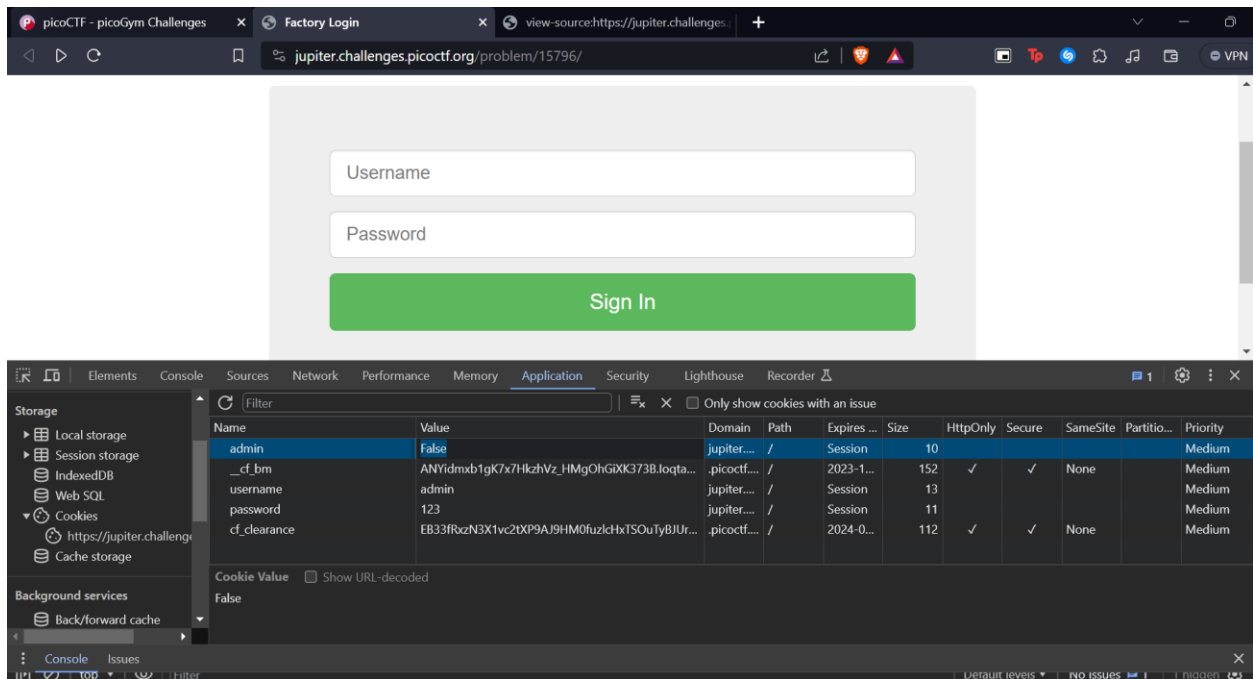 picoCTF - picoGym Challenges
Factory Login
view-source:https://jupiter.challenges.
jupiter.challenges.picoctf.org/problem/15796/
VPN
Username
Password
Sign In
Elements Console Sources Network Performance Memory Application Security Lighthouse Recorder 1
Storage
Filter
Only show cookies with an issue
Local storage
Session storage
IndexedDB
Web SQL
Cookies
https://jupiter.challenge
Cache storage
Background services
Back/forward cache
Name Value Domain Path Expires ... Size HttpOnly Secure SameSite Partitio... Priority
admin False jupiter.... / Session 10 Medium
__cf_bm ANYidmxb1gK7x7HkzhVz_HMgOhGiXK373B.loqta... .picoctf.... / 2023-1... 152 ✓ ✓ None Medium
username admin jupiter.... / Session 13 Medium
password 123 jupiter.... / Session 11 Medium
cf_clearance EB33fRxzN3X1vc2tXP9AJ9HM0fuzlcHxTSOuTyBJUr... .picoctf.... / 2024-0... 112 ✓ ✓ None Medium
Cookie Value Show URL-decoded
False
Console Issues
top Filter Default levels No Issues 1 1 hidden